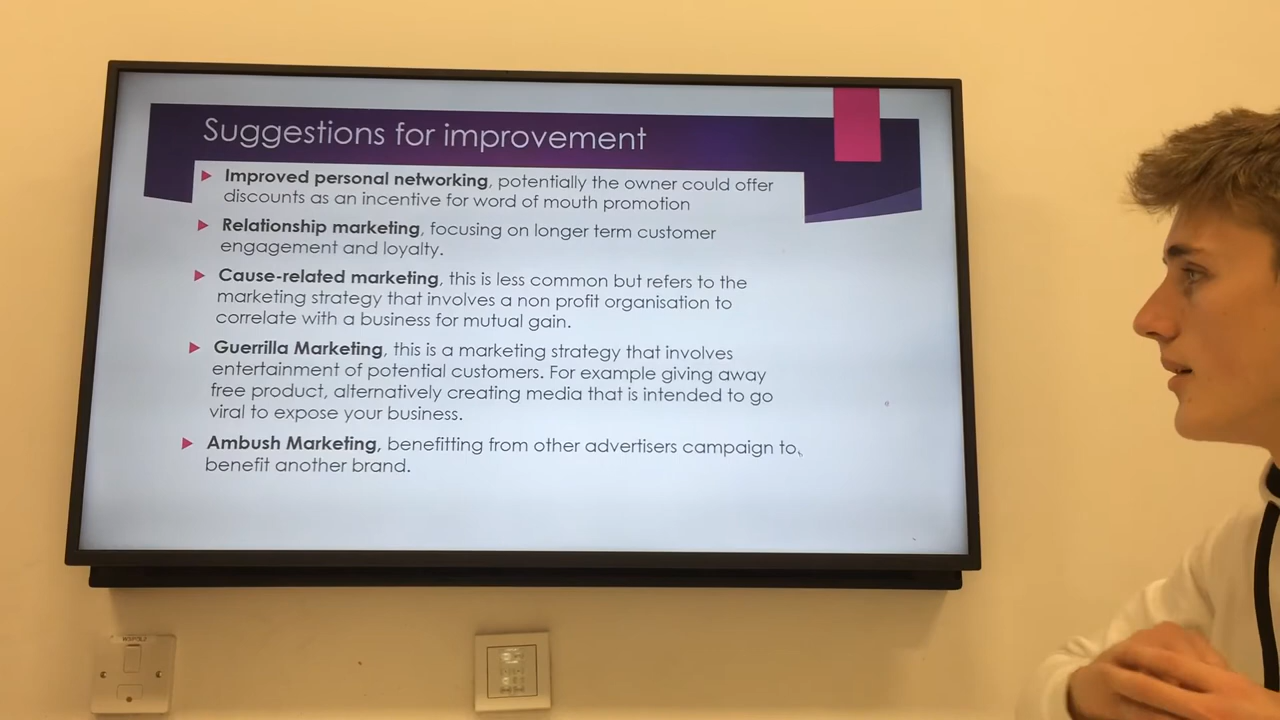 Suggestions for improvement
Improved personal networking, potentially the owner could offer
discounts as an incentive for word of mouth promotion
Relationship marketing, focusing on longer term customer
engagement and loyalty.
Cause-related marketing, this is less common but refers to the
marketing strategy that involves a non profit organisation to
correlate with a business for mutual gain.
Guerrilla Marketing, this is a marketing strategy that involves
entertainment of potential customers. For example giving away
free product, alternatively creating media that is intended to go
viral to expose your business.
Ambush Marketing, benefitting from other advertisers campaign to
benefit another brand.